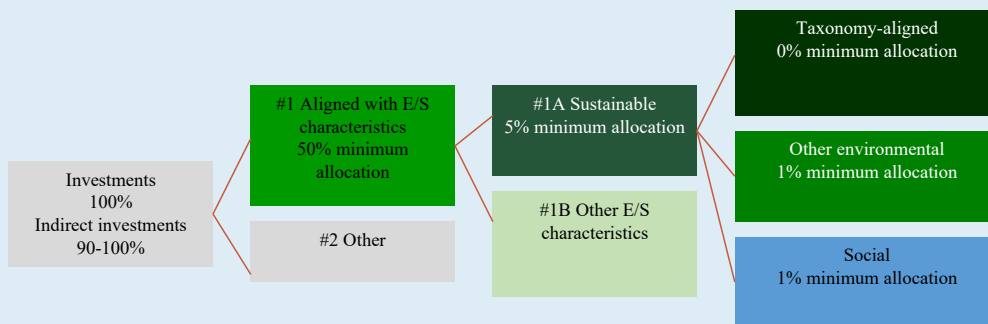 Investments
100%
Indirect investments
90-100%
#1 Aligned with E/S
characteristics
50% minimum
allocation
#2 Other
#1A Sustainable
5% minimum allocation
#1B Other E/S
characteristics
Taxonomy-aligned
0% minimum allocation
Other environmental
1% minimum allocation
Social
1% minimum allocation